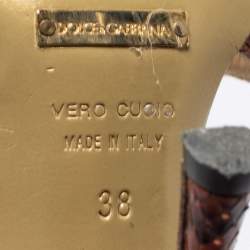 DOLCE & GABBANA
VERO CUOIO
MADE IN ITALY
38